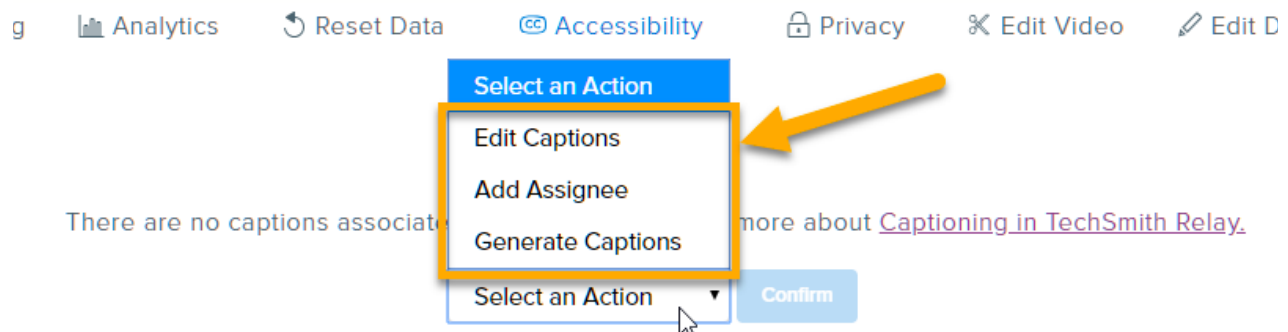 g Analytics Reset Data CC Accessibility Privacy Edit Video Edit D
Select an Action
Edit Captions
Add Assignee
There are no captions associate more about Captioning in TechSmith Relay.
Generate Captions
Select an Action Confirm